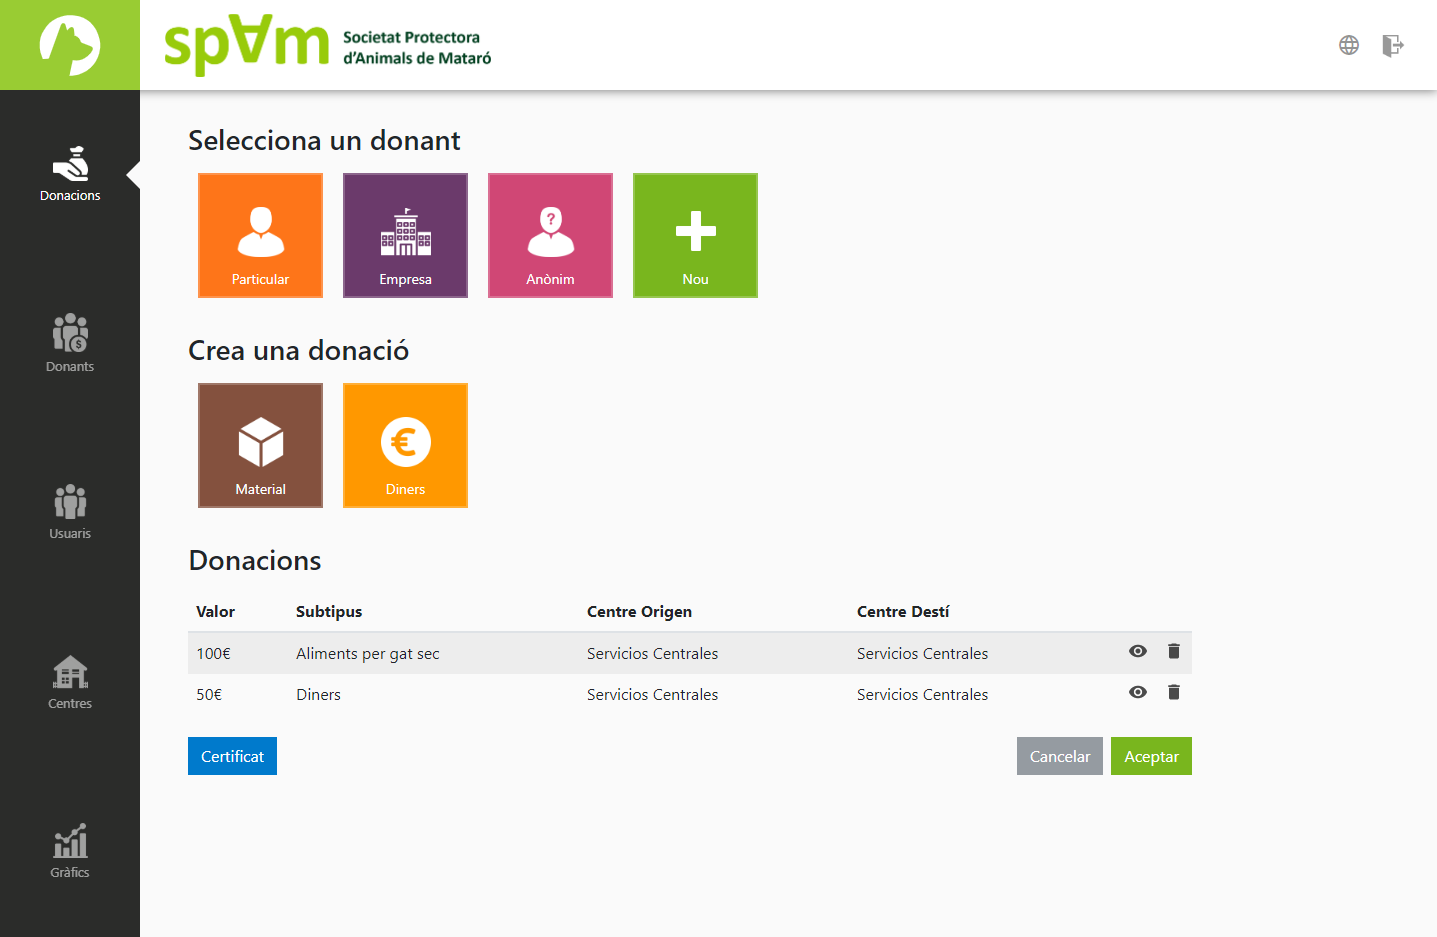 spAm
Societat Protectora
d'Animals de Mataró
Donacions
Donants
Usuaris
Centres
Gràfics
Selecciona un donant
Particular
Empresa
?
Anònim
Nou
Crea una donació
Material
€
Diners
Donacions
Valor Subtipus Centre Origen Centre Destí
100€ Aliments per gat sec Servicios Centrales Servicios Centrales
50€ Diners Servicios Centrales Servicios Centrales
Certificat Cancelar Aceptar